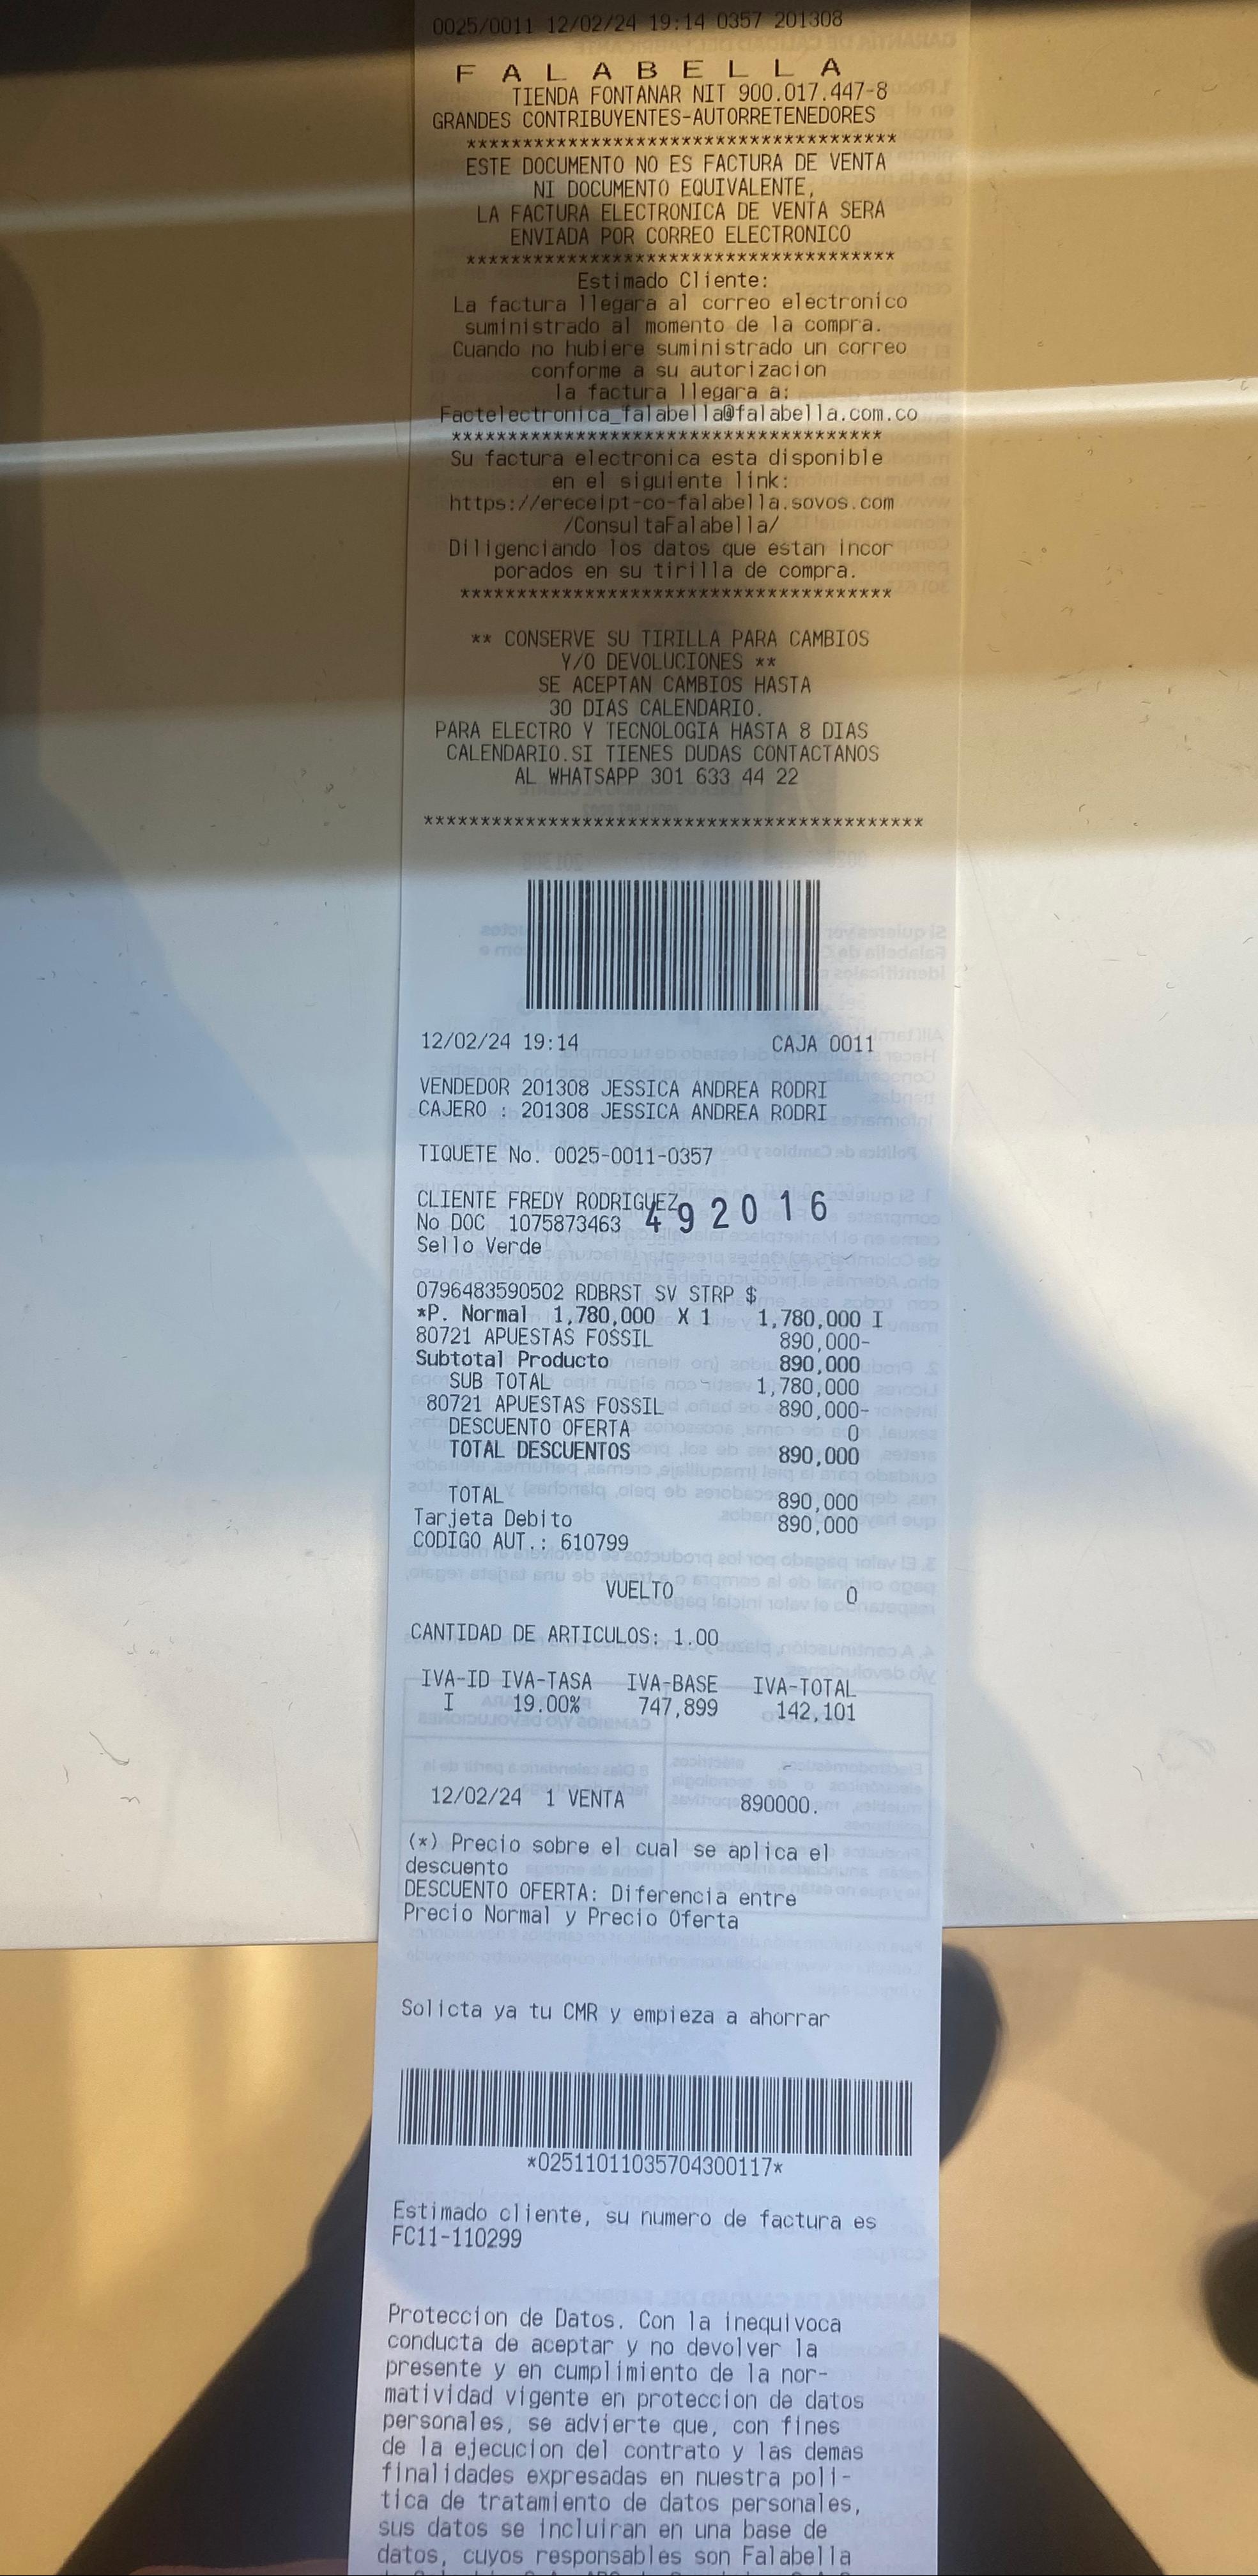 0025/0011 12/02/24 19:14 0357 201308
F A L A B E L L A
TIENDA FONTANAR NIT 900.017.447-8
GRANDES CONTRIBUYENTES-AUTORRETENEDORES
***************************************
ESTE DOCUMENTO NO ES FACTURA DE VENTA
NI DOCUMENTO EQUIVALENTE,
LA FACTURA ELECTRONICA DE VENTA SERA
ENVIADA POR CORREO ELECTRONICO
***************************************
Estimado Cliente:
La factura llegara al correo electronico
suministrado al momento de la compra.
Cuando no hubiere suministrado un correo
conforme a su autorizacion
la factura llegara a:
Factelectronica_falabella@falabella.com.co
***************************************
Su factura electronica esta disponible
en el siguiente link:
https://ereceipt-co-falabella.sovos.com
/ConsultaFalabella/
Diligenciando los datos que estan incor
porados en su tirilla de compra.
***************************************
** CONSERVE SU TIRILLA PARA CAMBIOS
Y/O DEVOLUCIONES **
SE ACEPTAN CAMBIOS HASTA
30 DIAS CALENDARIO.
PARA ELECTRO Y TECNOLOGIA HASTA 8 DIAS
CALENDARIO.SI TIENES DUDAS CONTACTANOS
AL WHATSAPP 301 633 44 22
********************************************
12/02/24 19:14 CAJA 0011
VENDEDOR 201308 JESSICA ANDREA RODRI
CAJERO : 201308 JESSICA ANDREA RODRI
TIQUETE No. 0025-0011-0357
CLIENTE FREDY RODRIGUEZ
492016
No DOC 1075873463
Sello Verde
0796483590502 RDBRST SV STRP $
*P. Normal 1,780,000 X 1 1,780,000 I
80721 APUESTAS FOSSIL 890,000-
Subtotal Producto 890,000
SUB TOTAL 1,780,000
80721 APUESTAS FOSSIL 890,000-
DESCUENTO OFERTA 0
TOTAL DESCUENTOS 890,000
TOTAL 890,000
Tarjeta Debito 890,000
CODIGO AUT.: 610799
VUELTO 0
CANTIDAD DE ARTICULOS: 1.00
IVA-ID IVA-TASA IVA-BASE IVA-TOTAL
I 19.00% 747,899 142,101
12/02/24 1 VENTA 890000.
(*) Precio sobre el cual se aplica el
descuento
DESCUENTO OFERTA: Diferencia entre
Precio Normal y Precio Oferta
Solicta ya tu CMR y empieza a ahorrar
*02511011035704300117*
Estimado cliente, su numero de factura es
FC11-110299
Proteccion de Datos. Con la inequivoca
conducta de aceptar y no devolver la
presente y en cumplimiento de la nor-
matividad vigente en proteccion de datos
personales, se advierte que, con fines
de la ejecucion del contrato y las demas
finalidades expresadas en nuestra poli-
tica de tratamiento de datos personales,
sus datos se incluiran en una base de
datos, cuyos responsables son Falabella